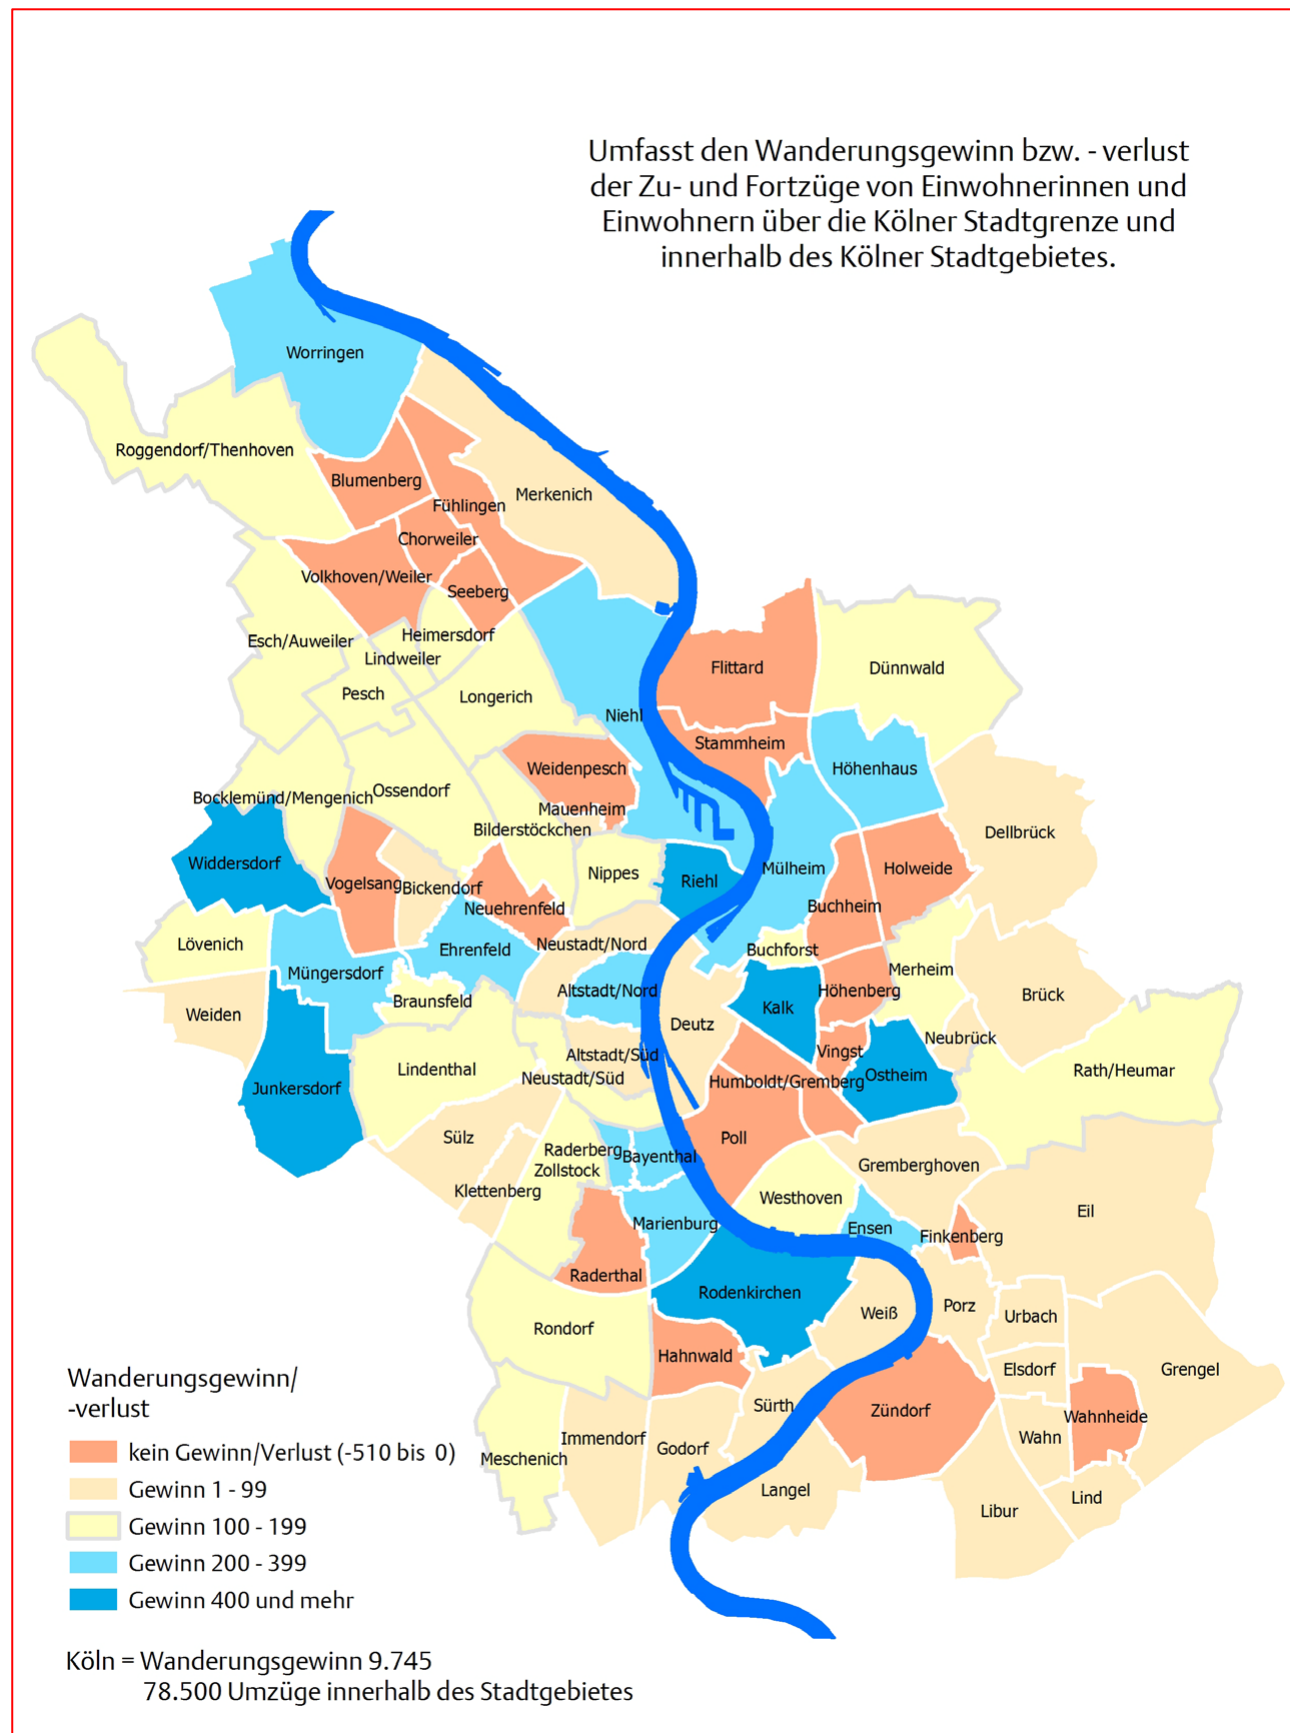 Umfasst den Wanderungsgewinn bzw. - verlust
der Zu- und Fortzüge von Einwohnerinnen und
Einwohnern über die Kölner Stadtgrenze und
innerhalb des Kölner Stadtgebietes.
Worringen
Roggendorf/Thenhoven
Blumenberg
Merkenich
Fühlingen
Chorweiler
Volkhoven/Weiler
Seeberg
Heimersdorf
Esch/Auweiler
Lindweiler
Pesch
Longerich
Flittard
Dünnwald
Niehl
Stammheim
Weidenpesch
Höhenhaus
Bocklemünd/Mengenich
Ossendorf
Mauenheim
Bilderstöckchen
Dellbrück
Widdersdorf
Nippes
Riehl
Mülheim
Holweide
Vogelsang
Bickendorf
Neuehrenfeld
Buchheim
Lövenich
Ehrenfeld
Neustadt/Nord
Buchforst
Müngersdorf
Merheim
Braunsfeld
Altstadt/Nord
Höhenberg
Brück
Weiden
Kalk
Deutz
Neubrück
Lindenthal
Altstadt/Süd
Vingst
Neustadt/Süd
Humboldt/Gremberg
Ostheim
Rath/Heumar
Junkersdorf
Sülz
Poll
Raderberg
Bayenthal
Zollstock
Gremberghoven
Klettenberg
Westhoven
Marienburg
Ensen
Finkenberg
Eil
Raderthal
Rodenkirchen
Weiß
Porz
Urbach
Rondorf
Hahnwald
Elsdorf
Grengel
Sürth
Zündorf
Wahnheide
Immendorf
Godorf
Wahn
Meschenich
Langel
Libur
Lind
Wanderungsgewinn/
-verlust
kein Gewinn/Verlust (-510 bis 0)
Gewinn 1 - 99
Gewinn 100 - 199
Gewinn 200 - 399
Gewinn 400 und mehr
Köln = Wanderungsgewinn 9.745
78.500 Umzüge innerhalb des Stadtgebietes